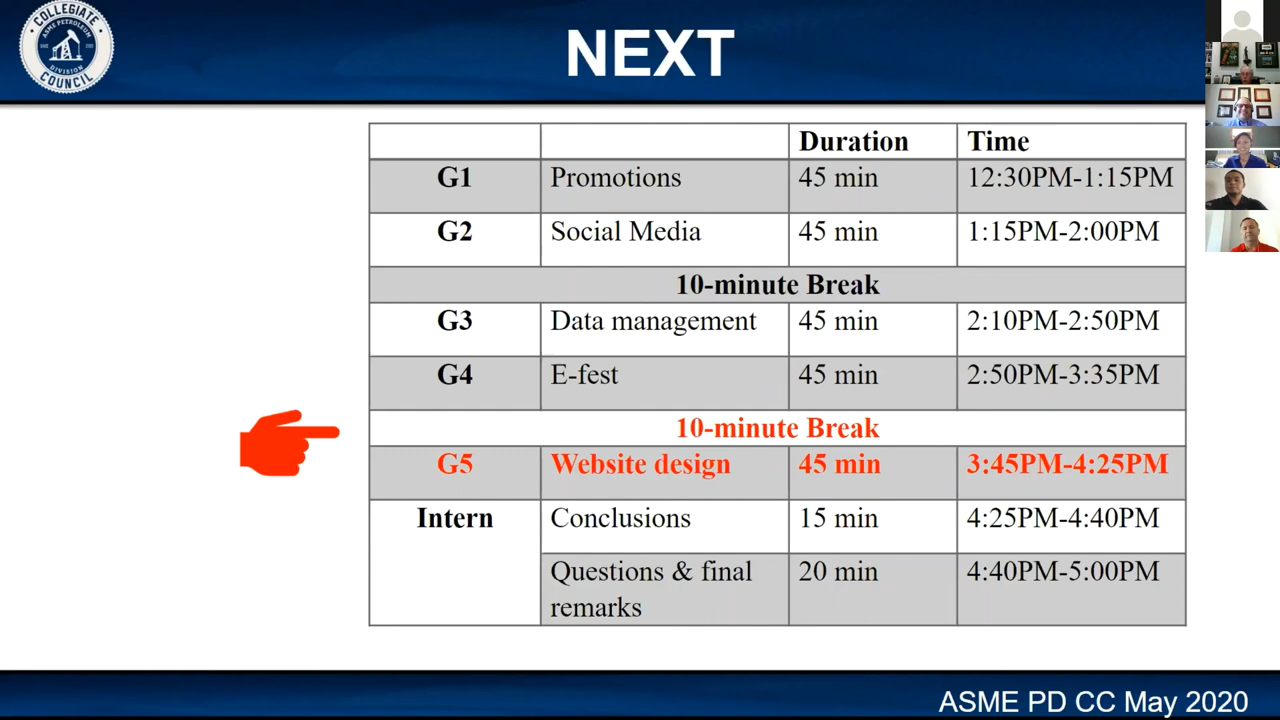 COLLEGIATE
ASME PETROLEUM
DIVISION
COUNCIL
NEXT
Duration Time
G1 Promotions 45 min 12:30PM-1:15PM
G2 Social Media 45 min 1:15PM-2:00PM
10-minute Break
G3 Data management 45 min 2:10PM-2:50PM
G4 E-fest 45 min 2:50PM-3:35PM
10-minute Break
G5 Website design 45 min 3:45PM-4:25PM
Intern Conclusions 15 min 4:25PM-4:40PM
Questions & final 20 min 4:40PM-5:00PM
remarks
ASME PD CC May 2020